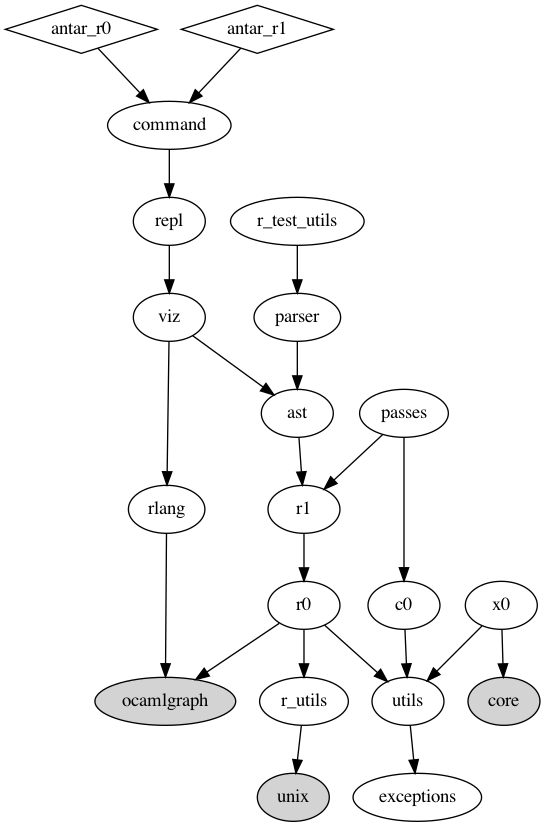 antar_r0
antar_r1
command
repl
r_test_utils
viz
parser
ast
passes
rlang
r1
r0
c0
x0
ocamlgraph
r_utils
utils
core
unix
exceptions